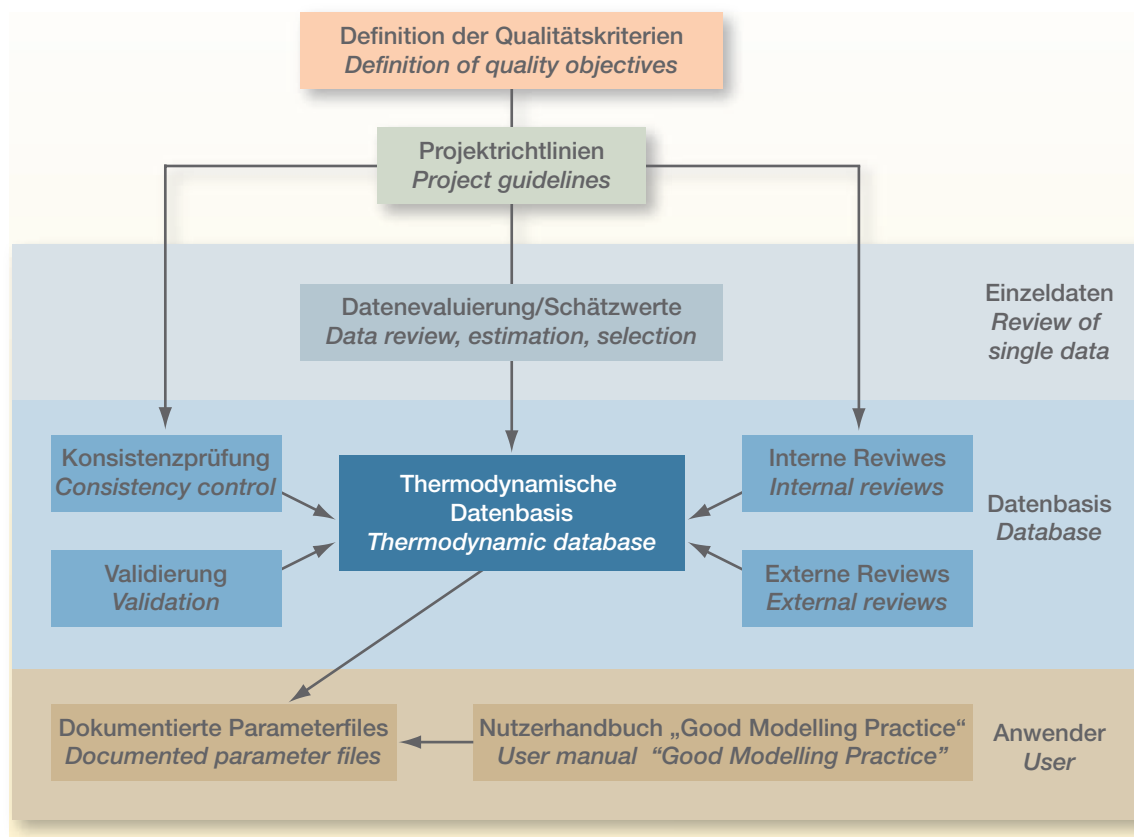 Definition der Qualitätskriterien
Definition of quality objectives
Projektrichtlinien
Project guidelines
Datenevaluierung/Schätzwerte
Data review, estimation, selection
Einzeldaten
Review of
single data
Konsistenzprüfung
Consistency control
Thermodynamische
Datenbasis
Thermodynamic database
Interne Reviwes
Internal reviews
Datenbasis
Database
Validierung
Validation
Externe Reviews
External reviews
Dokumentierte Parameterfiles
Documented parameter files
Nutzerhandbuch „Good Modelling Practice“
User manual “Good Modelling Practice”
Anwender
User